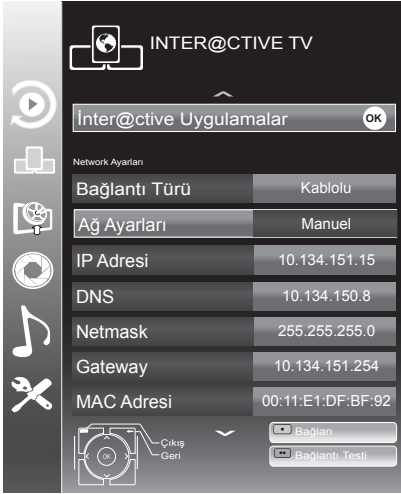 INTER@CTIVE TV
İnter@ctive Uygulamalar OK
Network Ayarları
Bağlantı Türü Kablolu
Ağ Ayarları Manuel
IP Adresi 10.134.151.15
DNS 10.134.150.8
Netmask 255.255.255.0
Gateway 10.134.151.254
MAC Adresi 00:11:E1:DF:BF:92
Çıkış
Geri
OK
Bağlan
Bağlantı Testi